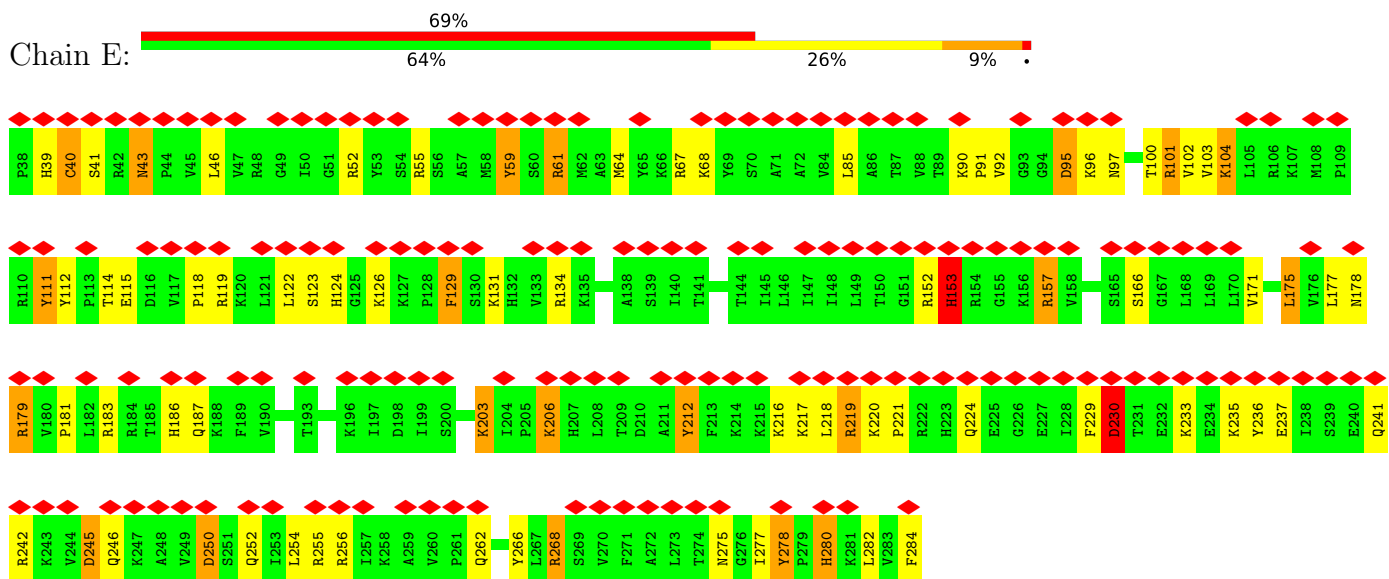 69%
Chain E:
64% 26% 9% •
P38 H39 C40 S41 R42 N43 P44 V45 L46 V47 R48 G49 I50 G51 R52 Y53 S54 R55 S56 A57 M58 Y59 S60 R61 M62 A63 M64 Y65 K66 R67 K68 Y69 S70 A71 A72 V84 L85 A86 T87 V88 T89 K90 P91 V92 G93 G94 D95 K96 N97 T100 R101 V102 V103 K104 L105 R106 K107 M108 P109
R110 Y111 Y112 P113 T114 E115 D116 V117 P118 R119 K120 L121 L122 S123 H124 G125 K126 K127 P128 F129 S130 K131 H132 V133 R134 K135 A138 S139 I140 T141 T144 I145 L146 I147 I148 L149 T150 G151 R152 H153 R154 G155 K156 R157 V158 S165 S166 G167 L168 L169 L170 V171 L175 V176 L177 N178
R179 V180 P181 L182 R183 R184 T185 H186 Q187 K188 F189 V190 T193 K196 I197 D198 I199 S200 K203 I204 P205 K206 H207 L208 T209 D210 A211 Y212 F213 K214 K215 K216 K217 L218 R219 K220 P221 R222 H223 Q224 E225 G226 E227 I228 F229 D230 T231 E232 K233 E234 K235 Y236 E237 I238 S239 E240 Q241
R242 K243 V244 D245 Q246 K247 A248 V249 D250 S251 Q252 I253 L254 R255 R256 I257 K258 A259 V260 P261 Q262 Y266 L267 R268 S269 V270 F271 A272 L273 T274 N275 G276 I277 Y278 P279 H280 K281 L282 V283 F284